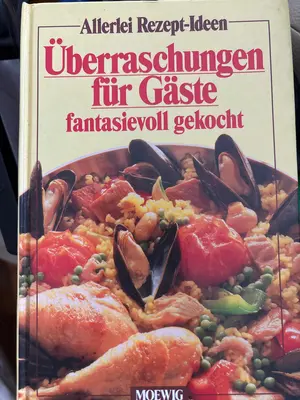 Allerlei Rezept-Ideen
Überraschungen
für Gäste
fantasievoll gekocht
MOEWIG